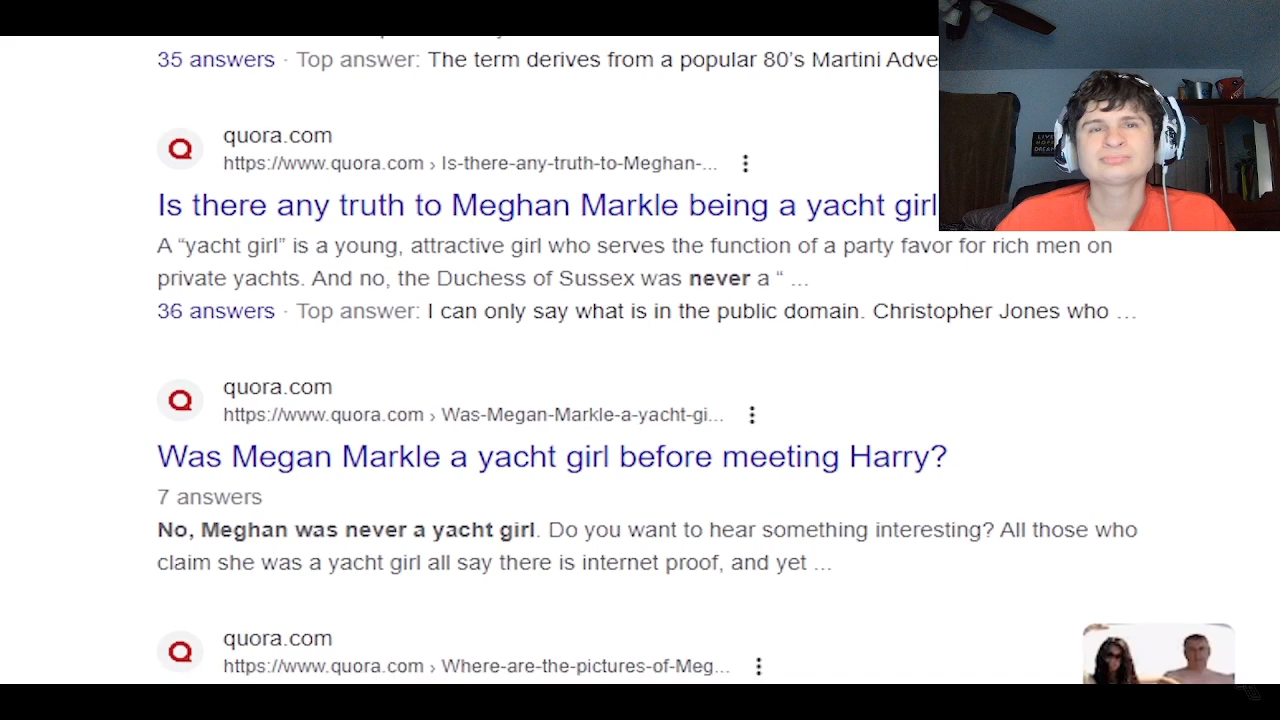 35 answers · Top answer: The term derives from a popular 80's Martini Adve
quora.com
https://www.quora.com › Is-there-any-truth-to-Meghan-...
Is there any truth to Meghan Markle being a yacht girl
A “yacht girl” is a young, attractive girl who serves the function of a party favor for rich men on
private yachts. And no, the Duchess of Sussex was never a “ ...
36 answers · Top answer: I can only say what is in the public domain. Christopher Jones who ...
quora.com
https://www.quora.com › Was-Megan-Markle-a-yacht-gi...
Was Megan Markle a yacht girl before meeting Harry?
7 answers
No, Meghan was never a yacht girl. Do you want to hear something interesting? All those who
claim she was a yacht girl all say there is internet proof, and yet ...
quora.com
https://www.quora.com › Where-are-the-pictures-of-Meg...
LIVE
HOPE
DREAM